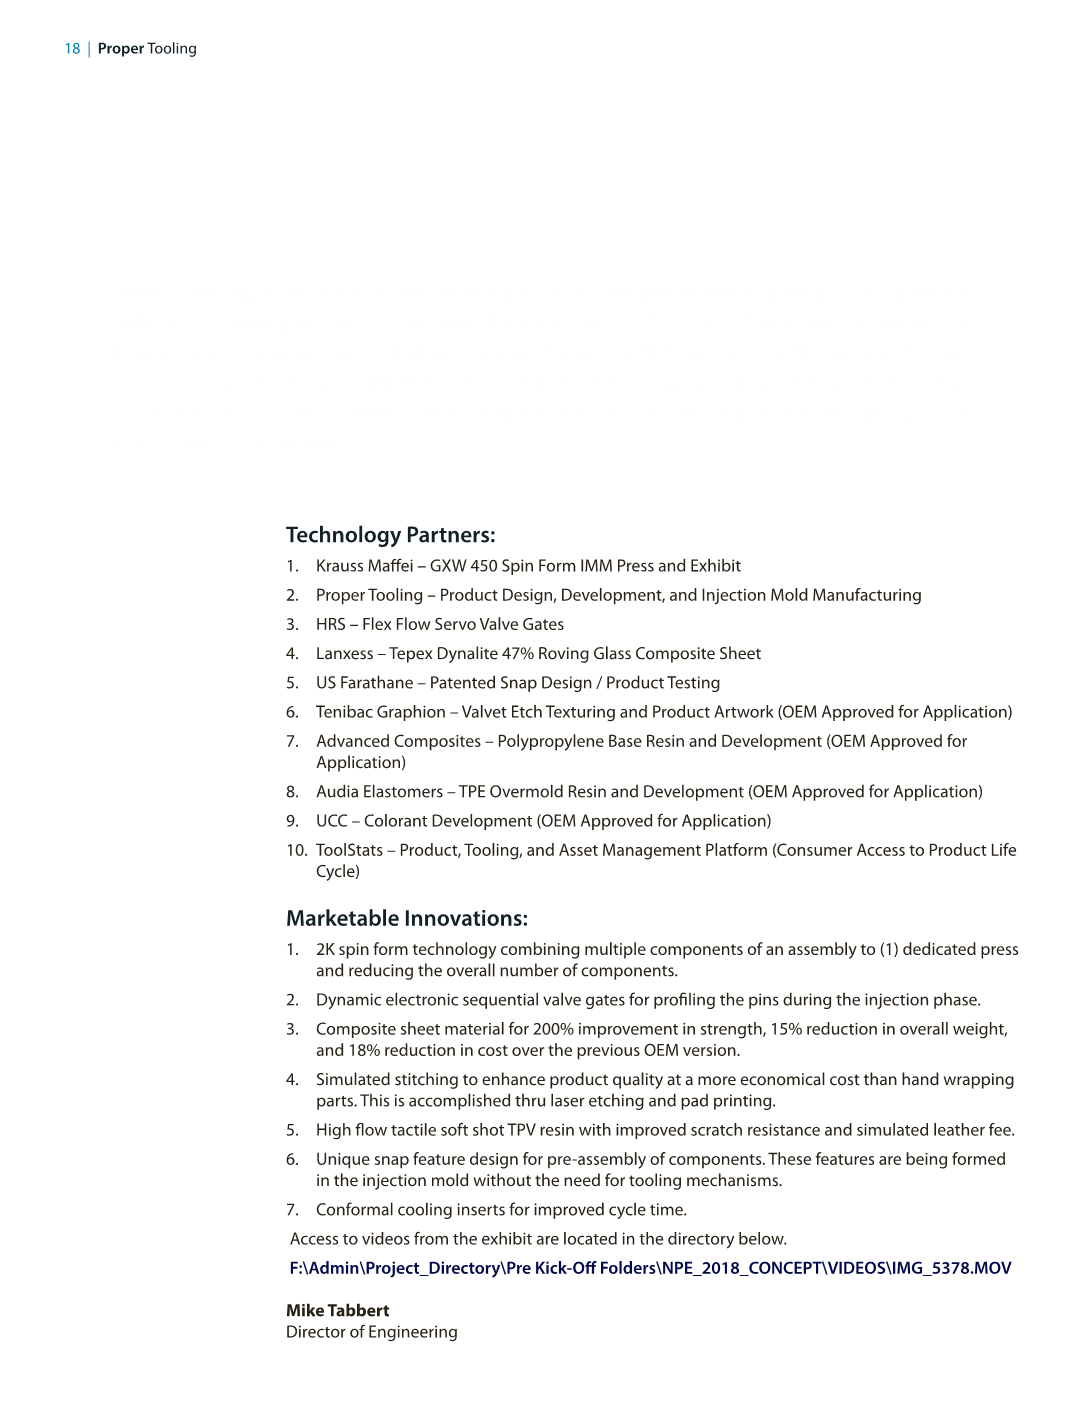 18 | Proper Tooling
Technology Partners:
1. Krauss Maffei – GXW 450 Spin Form IMM Press and Exhibit
2. Proper Tooling – Product Design, Development, and Injection Mold Manufacturing
3. HRS – Flex Flow Servo Valve Gates
4. Lanxess – Tepex Dynalite 47% Roving Glass Composite Sheet
5. US Farathane – Patented Snap Design / Product Testing
6. Tenibac Graphion – Valvet Etch Texturing and Product Artwork (OEM Approved for Application)
7. Advanced Composites – Polypropylene Base Resin and Development (OEM Approved for
Application)
8. Audia Elastomers – TPE Overmold Resin and Development (OEM Approved for Application)
9. UCC – Colorant Development (OEM Approved for Application)
10. ToolStats – Product, Tooling, and Asset Management Platform (Consumer Access to Product Life
Cycle)
Marketable Innovations:
1. 2K spin form technology combining multiple components of an assembly to (1) dedicated press
and reducing the overall number of components.
2. Dynamic electronic sequential valve gates for profiling the pins during the injection phase.
3. Composite sheet material for 200% improvement in strength, 15% reduction in overall weight,
and 18% reduction in cost over the previous OEM version.
4. Simulated stitching to enhance product quality at a more economical cost than hand wrapping
parts. This is accomplished thru laser etching and pad printing.
5. High flow tactile soft shot TPV resin with improved scratch resistance and simulated leather fee.
6. Unique snap feature design for pre-assembly of components. These features are being formed
in the injection mold without the need for tooling mechanisms.
7. Conformal cooling inserts for improved cycle time.
Access to videos from the exhibit are located in the directory below.
F:\Admin\Project_Directory\Pre Kick-Off Folders\NPE_2018_CONCEPT\VIDEOS\IMG_5378.MOV
Mike Tabbert
Director of Engineering